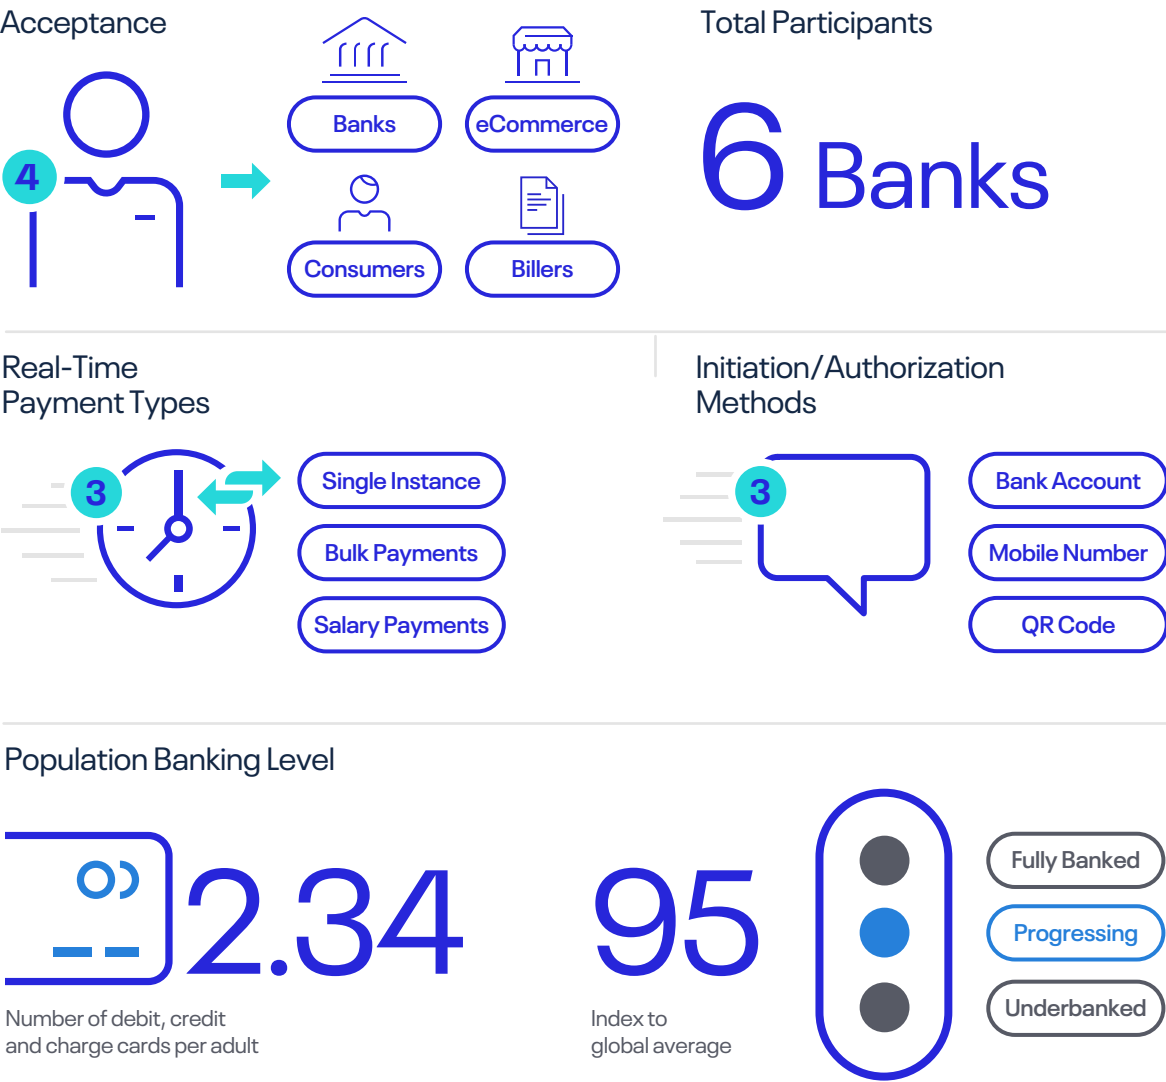 Acceptance
4
Banks
eCommerce
Consumers
Billers
Total Participants
6 Banks
Real-Time
Payment Types
3
Single Instance
Bulk Payments
Salary Payments
Initiation/Authorization
Methods
3
Bank Account
Mobile Number
QR Code
Population Banking Level
2.34
Number of debit, credit
and charge cards per adult
95
Index to
global average
Fully Banked
Progressing
Underbanked